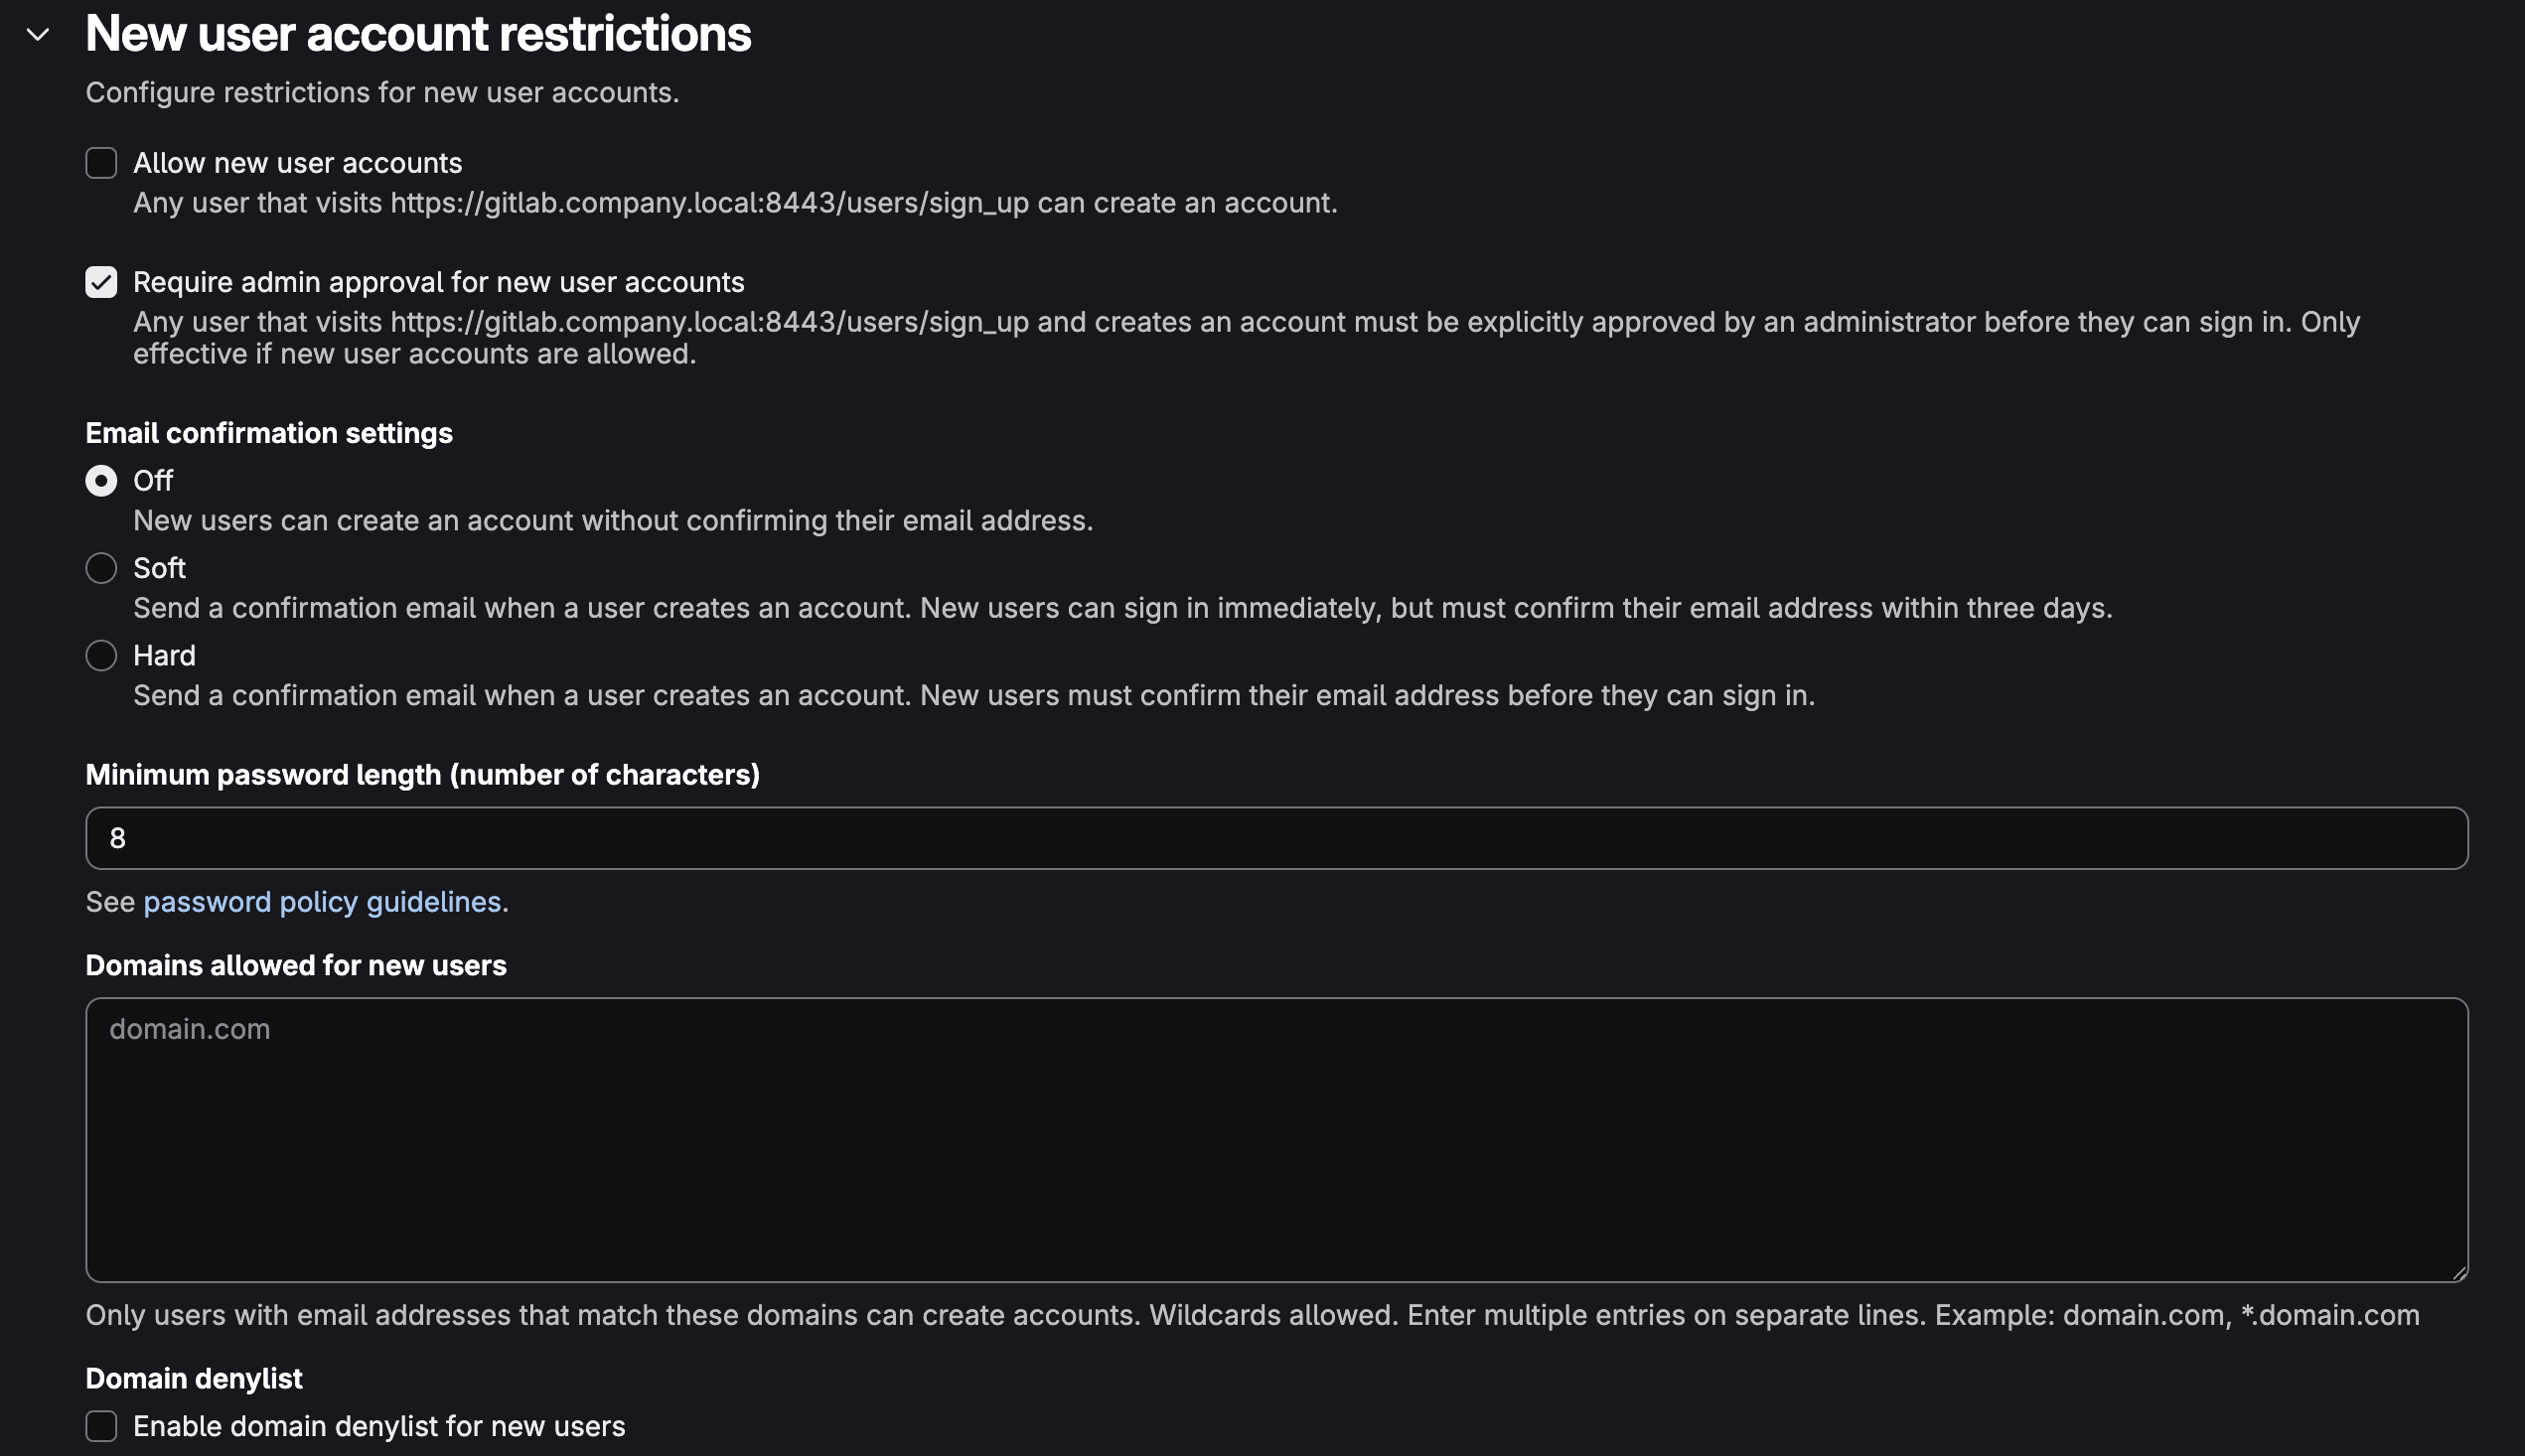 New user account restrictions
Configure restrictions for new user accounts.
Allow new user accounts
Any user that visits https://gitlab.company.local:8443/users/sign_up can create an account.
Require admin approval for new user accounts
Any user that visits https://gitlab.company.local:8443/users/sign_up and creates an account must be explicitly approved by an administrator before they can sign in. Only
effective if new user accounts are allowed.
Email confirmation settings
Off
New users can create an account without confirming their email address.
Soft
Send a confirmation email when a user creates an account. New users can sign in immediately, but must confirm their email address within three days.
Hard
Send a confirmation email when a user creates an account. New users must confirm their email address before they can sign in.
Minimum password length (number of characters)
8
See password policy guidelines.
Domains allowed for new users
domain.com
Only users with email addresses that match these domains can create accounts. Wildcards allowed. Enter multiple entries on separate lines. Example: domain.com, *.domain.com
Domain denylist
Enable domain denylist for new users